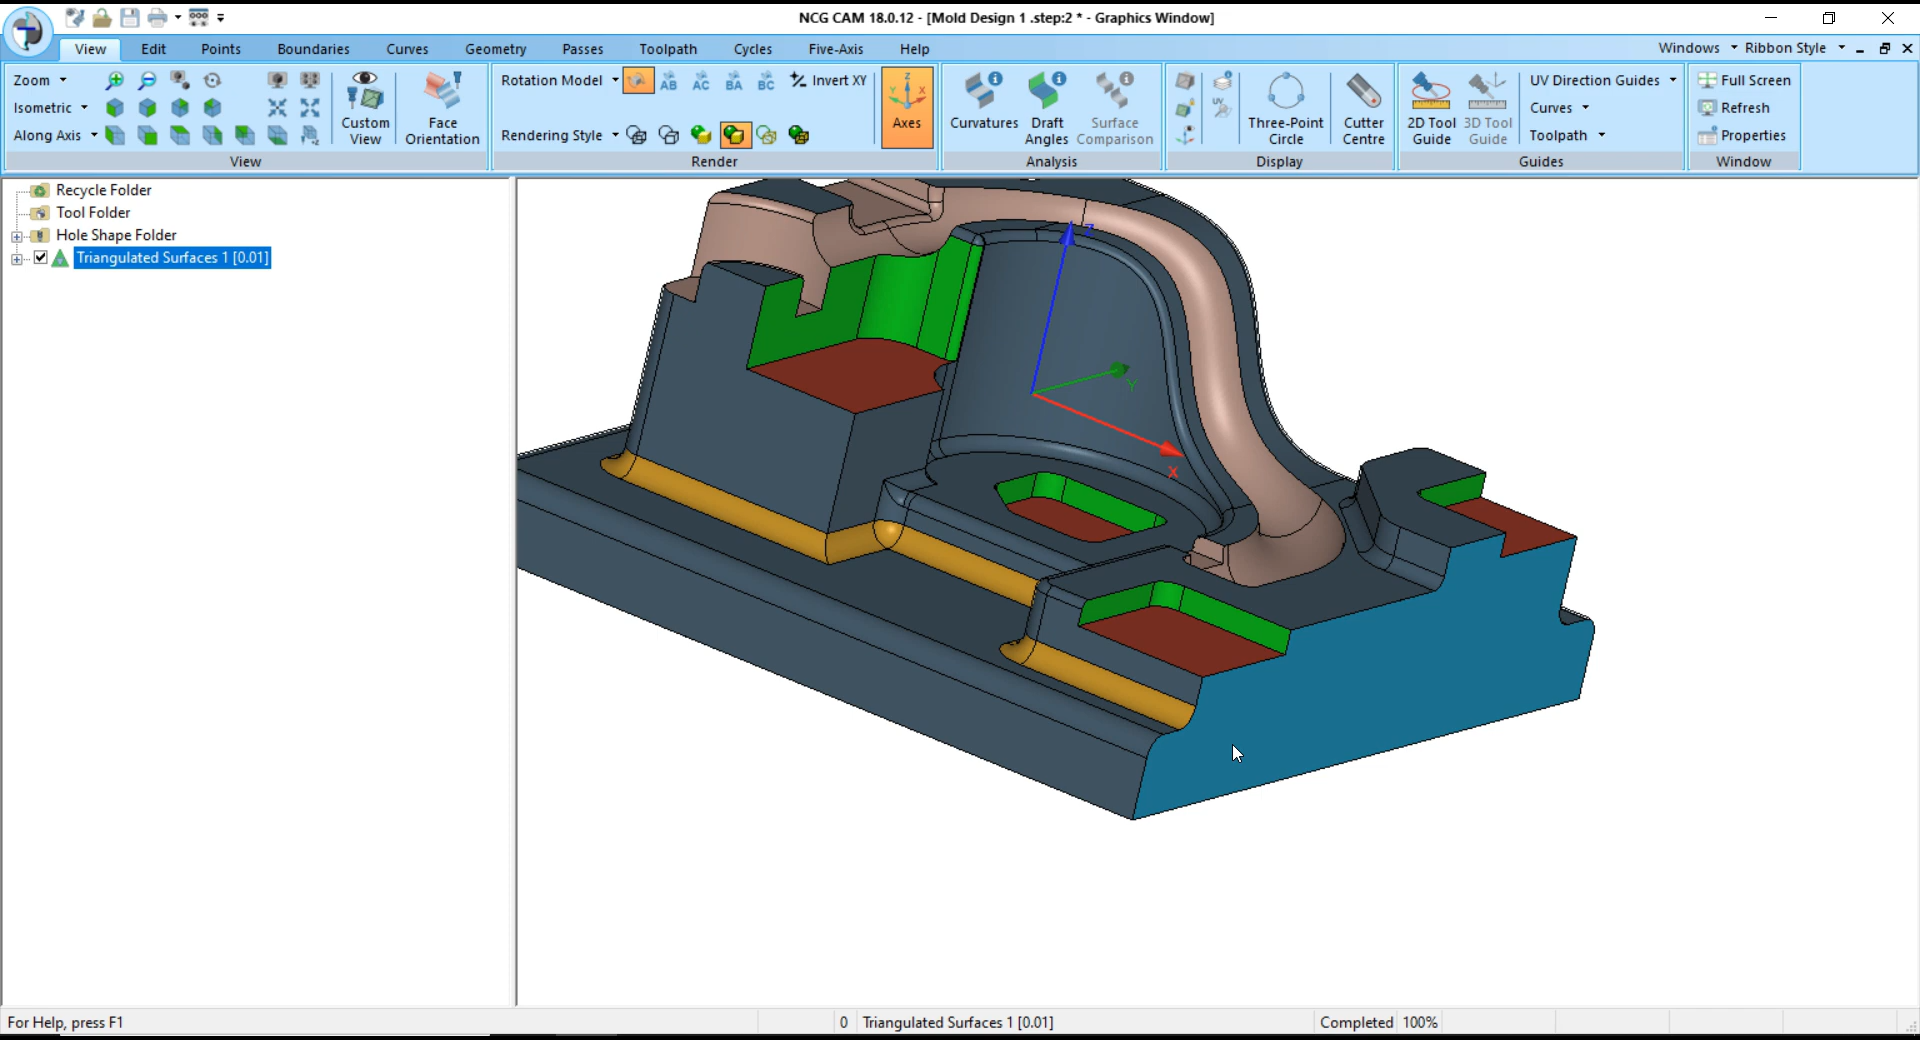 NCG CAM 18.0.12 - [Mold Design 1 .step:2 * - Graphics Window]
View Edit Points Boundaries Curves Geometry Passes Toolpath Cycles Five-Axis Help Windows Ribbon Style
Zoom
Isometric
Along Axis
Custom View
Face Orientation
View
Rotation Model AB AC BA BC Invert XY
Rendering Style
Z
Y X
Axes
Render
Curvatures
Draft Angles
Surface Comparison
Analysis
UV
Three-Point Circle
Cutter Centre
Display
2D Tool Guide
3D Tool Guide
UV Direction Guides
Curves
Toolpath
Guides
Full Screen
Refresh
Properties
Window
Recycle Folder
Tool Folder
Hole Shape Folder
Triangulated Surfaces 1 [0.01]
Z
Y
X
For Help, press F1 0 Triangulated Surfaces 1 [0.01] Completed 100%